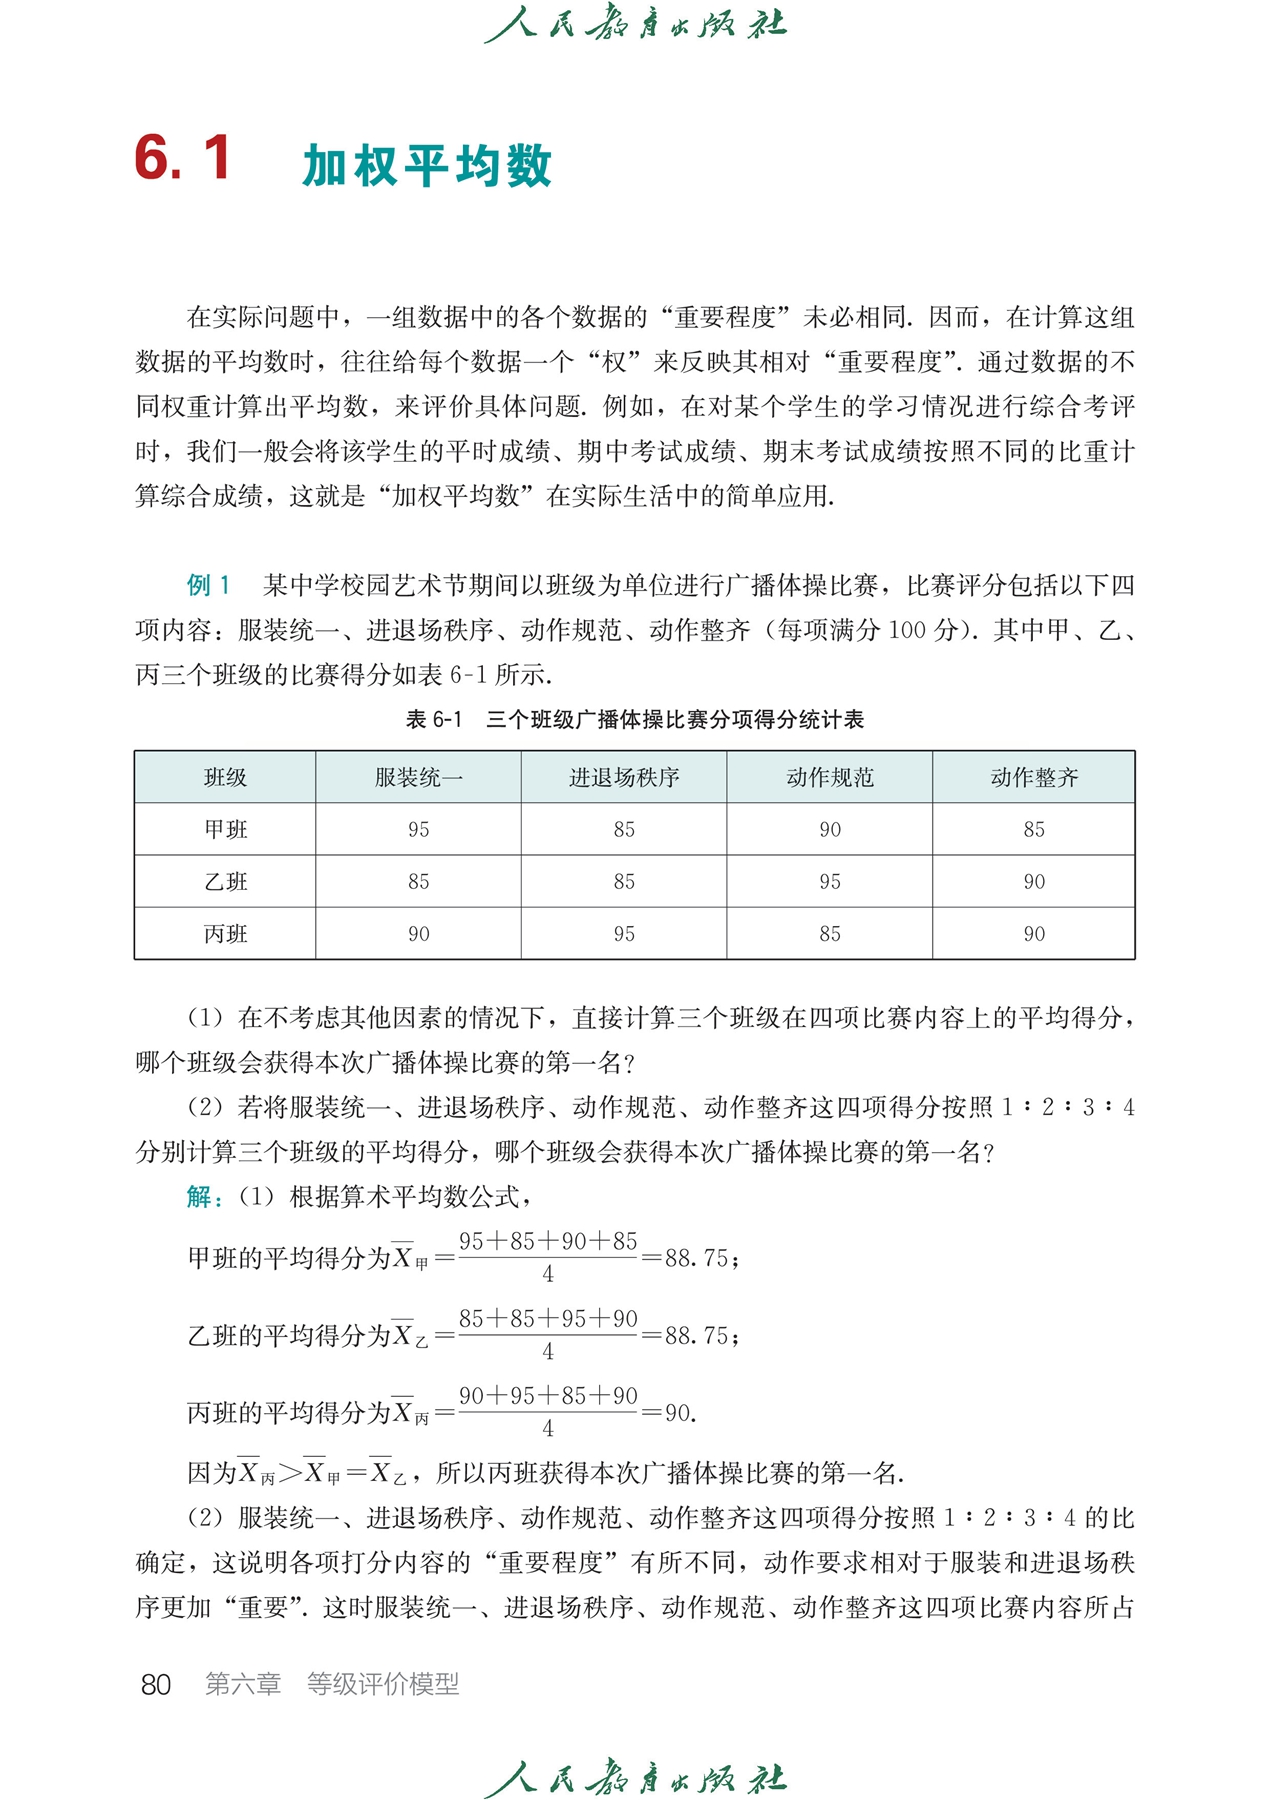 人民教育出版社
6.1 加权平均数
在实际问题中，一组数据中的各个数据的“重要程度”未必相同. 因而，在计算这组
数据的平均数时，往往给每个数据一个“权”来反映其相对“重要程度”. 通过数据的不
同权重计算出平均数，来评价具体问题. 例如，在对某个学生的学习情况进行综合考评
时，我们一般会将该学生的平时成绩、期中考试成绩、期末考试成绩按照不同的比重计
算综合成绩，这就是“加权平均数”在实际生活中的简单应用.
例 1 某中学校园艺术节期间以班级为单位进行广播体操比赛，比赛评分包括以下四
项内容：服装统一、进退场秩序、动作规范、动作整齐（每项满分 100 分）. 其中甲、乙、
丙三个班级的比赛得分如表 6-1 所示.
表 6-1 三个班级广播体操比赛分项得分统计表
班级 服装统一 进退场秩序 动作规范 动作整齐
甲班 95 85 90 85
乙班 85 85 95 90
丙班 90 95 85 90
（1）在不考虑其他因素的情况下，直接计算三个班级在四项比赛内容上的平均得分，
哪个班级会获得本次广播体操比赛的第一名？
（2）若将服装统一、进退场秩序、动作规范、动作整齐这四项得分按照 1∶2∶3∶4
分别计算三个班级的平均得分，哪个班级会获得本次广播体操比赛的第一名？
解：（1）根据算术平均数公式，
甲班的平均得分为X̅甲=(95+85+90+85)/4=88.75；
乙班的平均得分为X̅乙=(85+85+95+90)/4=88.75；
丙班的平均得分为X̅丙=(90+95+85+90)/4=90.
因为X̅丙>X̅甲=X̅乙，所以丙班获得本次广播体操比赛的第一名.
（2）服装统一、进退场秩序、动作规范、动作整齐这四项得分按照 1∶2∶3∶4 的比
确定，这说明各项打分内容的“重要程度”有所不同，动作要求相对于服装和进退场秩
序更加“重要”. 这时服装统一、进退场秩序、动作规范、动作整齐这四项比赛内容所占
80 第六章 等级评价模型
人民教育出版社